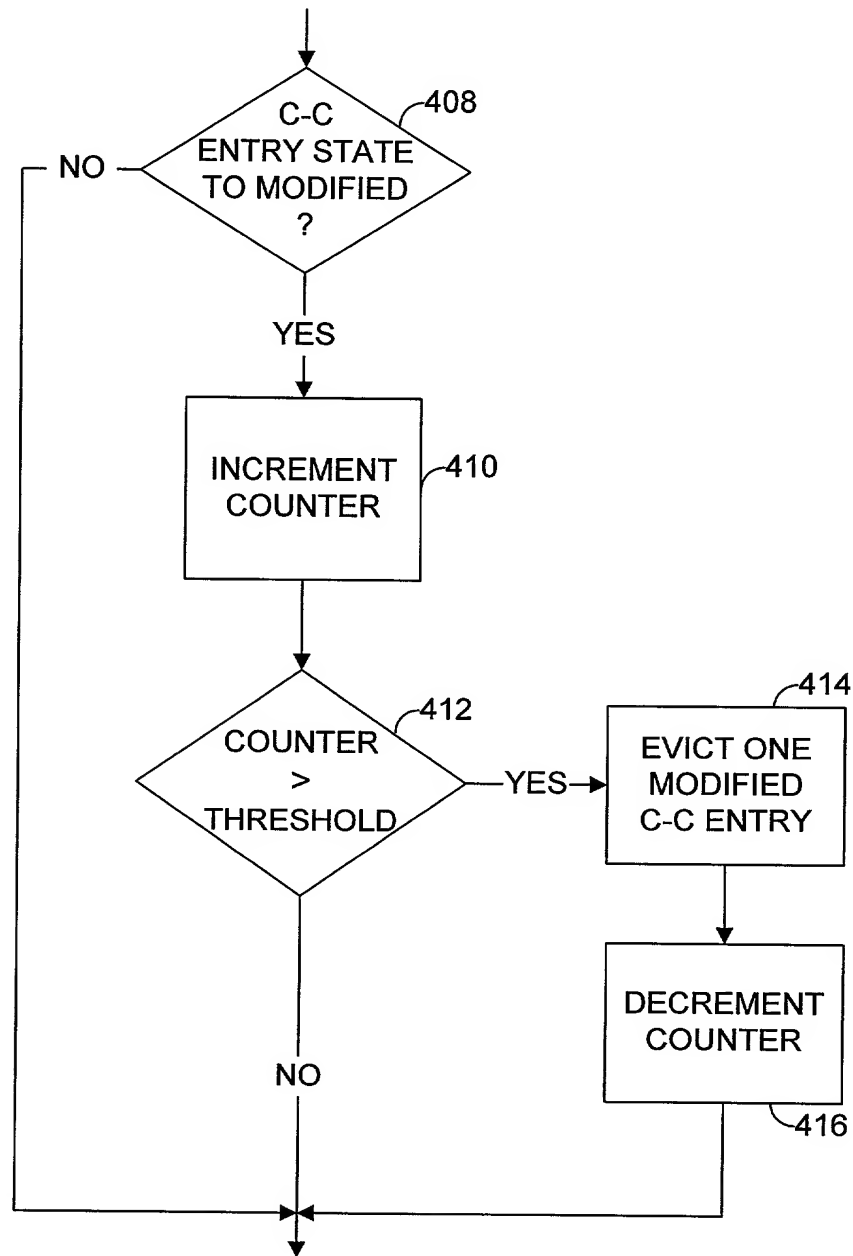 408
C-C
ENTRY STATE
TO MODIFIED
?
NO
YES
INCREMENT
COUNTER
410
412
COUNTER
>
THRESHOLD
YES
414
EVICT ONE
MODIFIED
C-C ENTRY
DECREMENT
COUNTER
416
NO